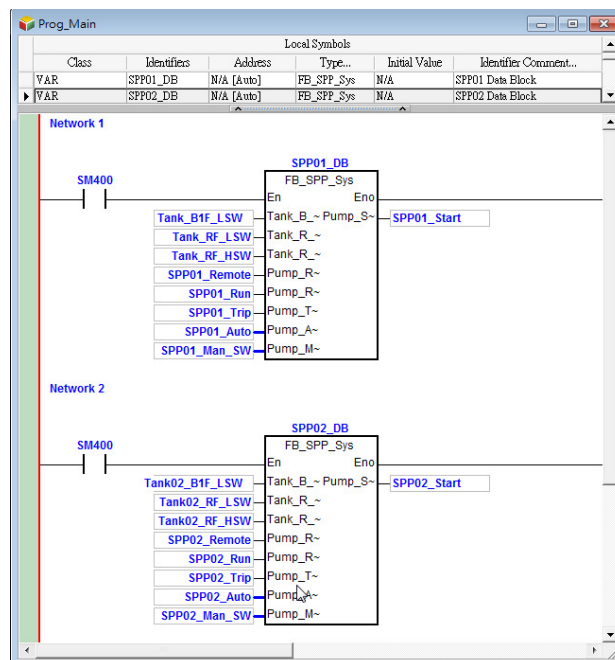 Prog_Main
Local Symbols
Class Identifiers Address Type... Initial Value Identifier Comment...
VAR SPP01_DB N/A [Auto] FB_SPP_Sys N/A SPP01 Data Block
VAR SPP02_DB N/A [Auto] FB_SPP_Sys N/A SPP02 Data Block
Network 1
SPP01_DB
SM400 FB_SPP_Sys
En Eno
Tank_B1F_LSW Tank_B_~ Pump_S~ SPP01_Start
Tank_RF_LSW Tank_R_~
Tank_RF_HSW Tank_R_~
SPP01_Remote Pump_R~
SPP01_Run Pump_R~
SPP01_Trip Pump_T~
SPP01_Auto Pump_A~
SPP01_Man_SW Pump_M~
Network 2
SPP02_DB
SM400 FB_SPP_Sys
En Eno
Tank02_B1F_LSW Tank_B_~ Pump_S~ SPP02_Start
Tank02_RF_LSW Tank_R_~
Tank02_RF_HSW Tank_R_~
SPP02_Remote Pump_R~
SPP02_Run Pump_R~
SPP02_Trip Pump_T~
SPP02_Auto Pump_A~
SPP02_Man_SW Pump_M~